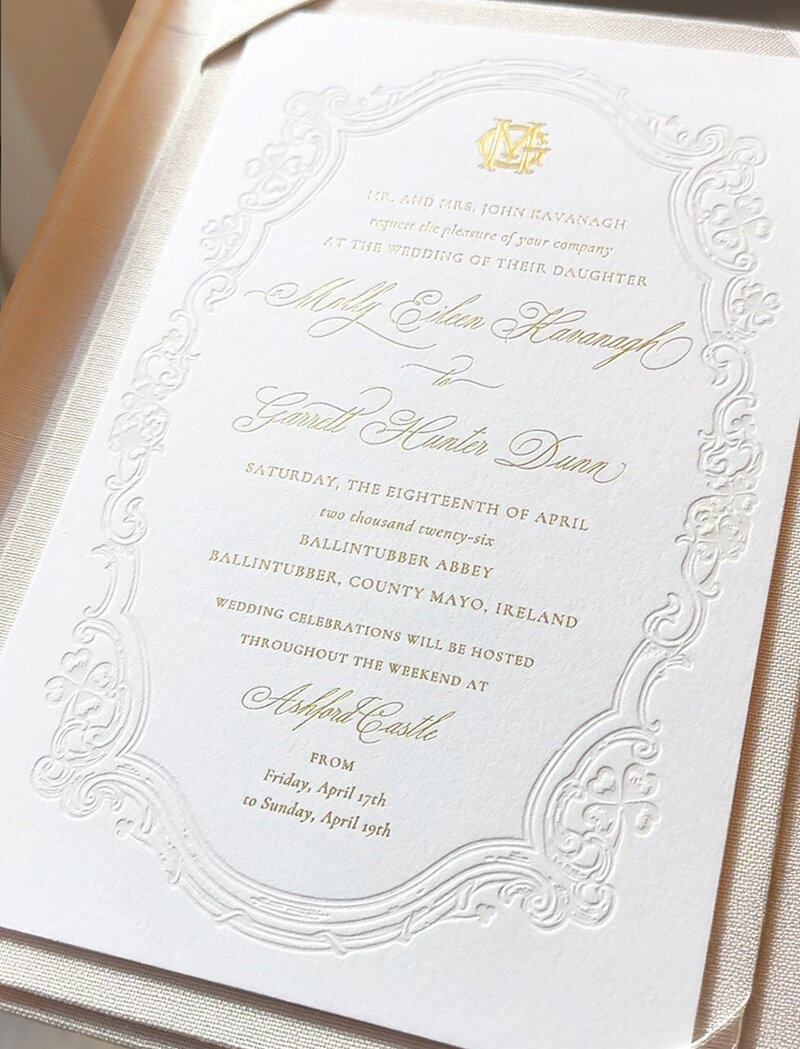 MG
MR. AND MRS. JOHN KAVANAGH
request the pleasure of your company
AT THE WEDDING OF THEIR DAUGHTER
Molly Eileen Kavanagh
to
Garrett Hunter Dunn
SATURDAY, THE EIGHTEENTH OF APRIL
two thousand twenty-six
BALLINTUBBER ABBEY
BALLINTUBBER, COUNTY MAYO, IRELAND
WEDDING CELEBRATIONS WILL BE HOSTED
THROUGHOUT THE WEEKEND AT
Ashford Castle
FROM
Friday, April 17th
to Sunday, April 19th